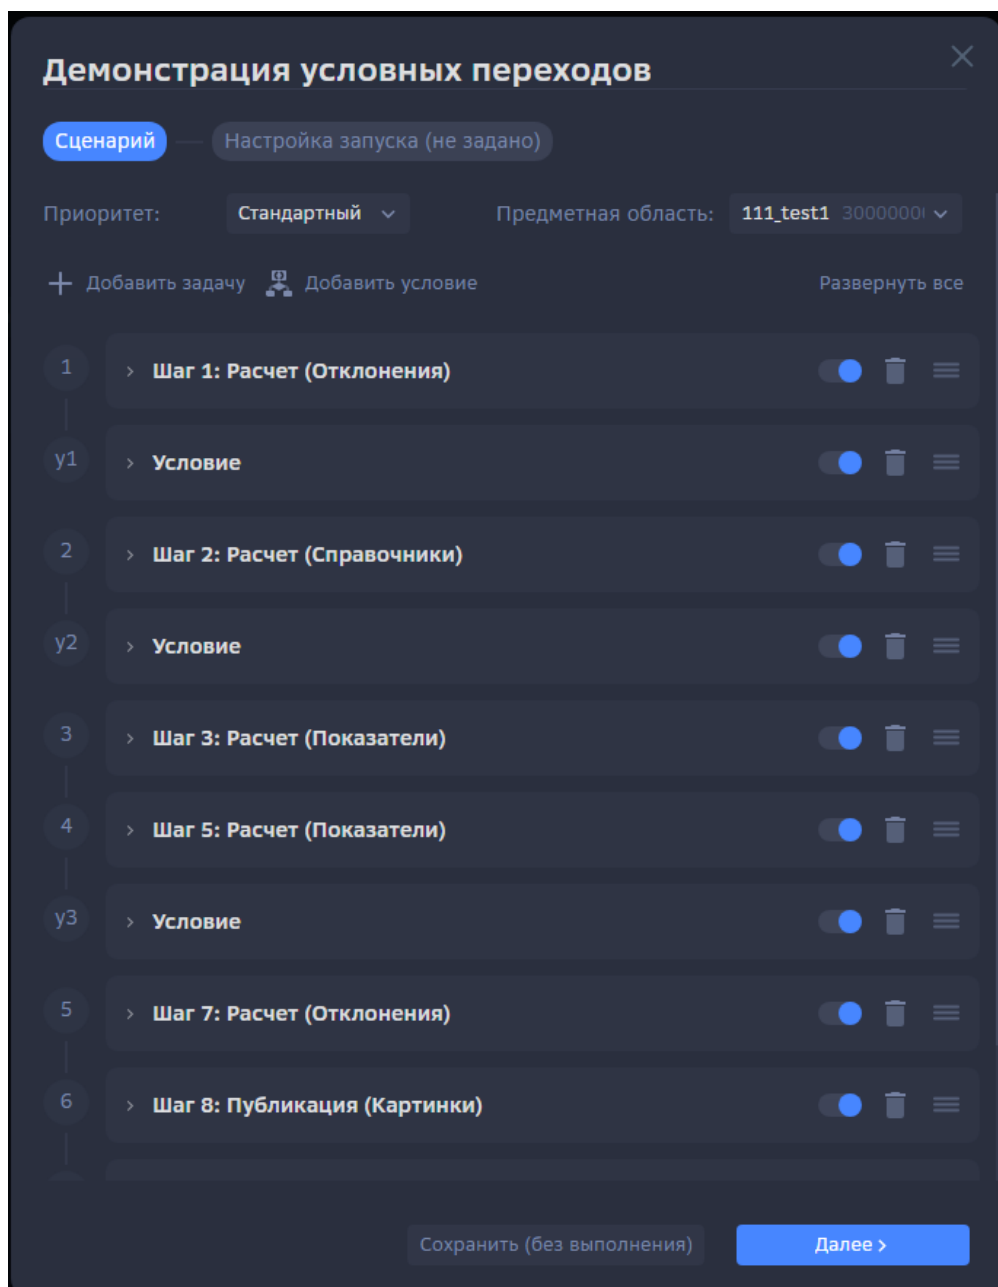 Демонстрация условных переходов
Сценарий Настройка запуска (не задано)
Приоритет: Стандартный Предметная область: 111_test1 3000000
Добавить задачу Добавить условие Развернуть все
1 Шаг 1: Расчет (Отклонения)
у1 Условие
2 Шаг 2: Расчет (Справочники)
у2 Условие
3 Шаг 3: Расчет (Показатели)
4 Шаг 5: Расчет (Показатели)
у3 Условие
5 Шаг 7: Расчет (Отклонения)
6 Шаг 8: Публикация (Картинки)
Сохранить (без выполнения) Далее >